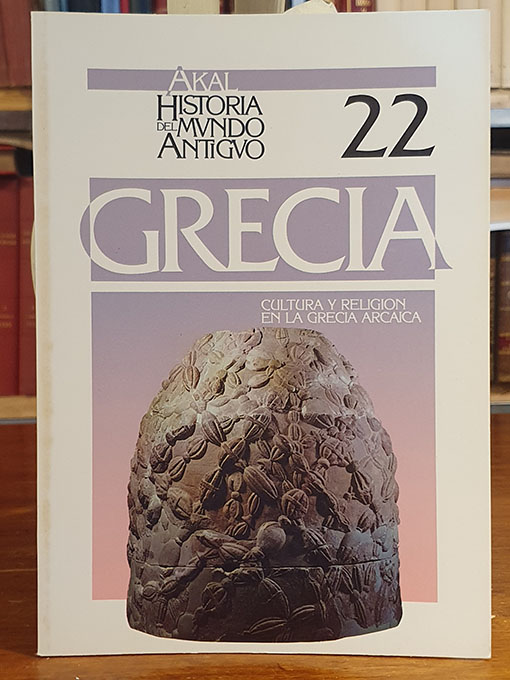 AKAL
HISTORIA
DEL MVNDO
ANTIGVO
22
GRECIA
CULTURA Y RELIGION
EN LA GRECIA ARCAICA